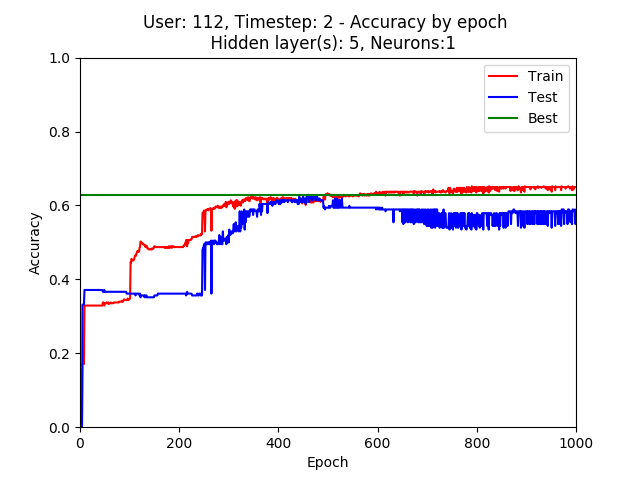 User: 112, Timestep: 2 - Accuracy by epoch
Hidden layer(s): 5, Neurons:1
Train
Test
Best
1.0
0.8
0.6
0.4
0.2
0.0
Accuracy
0 200 400 600 800 1000
Epoch